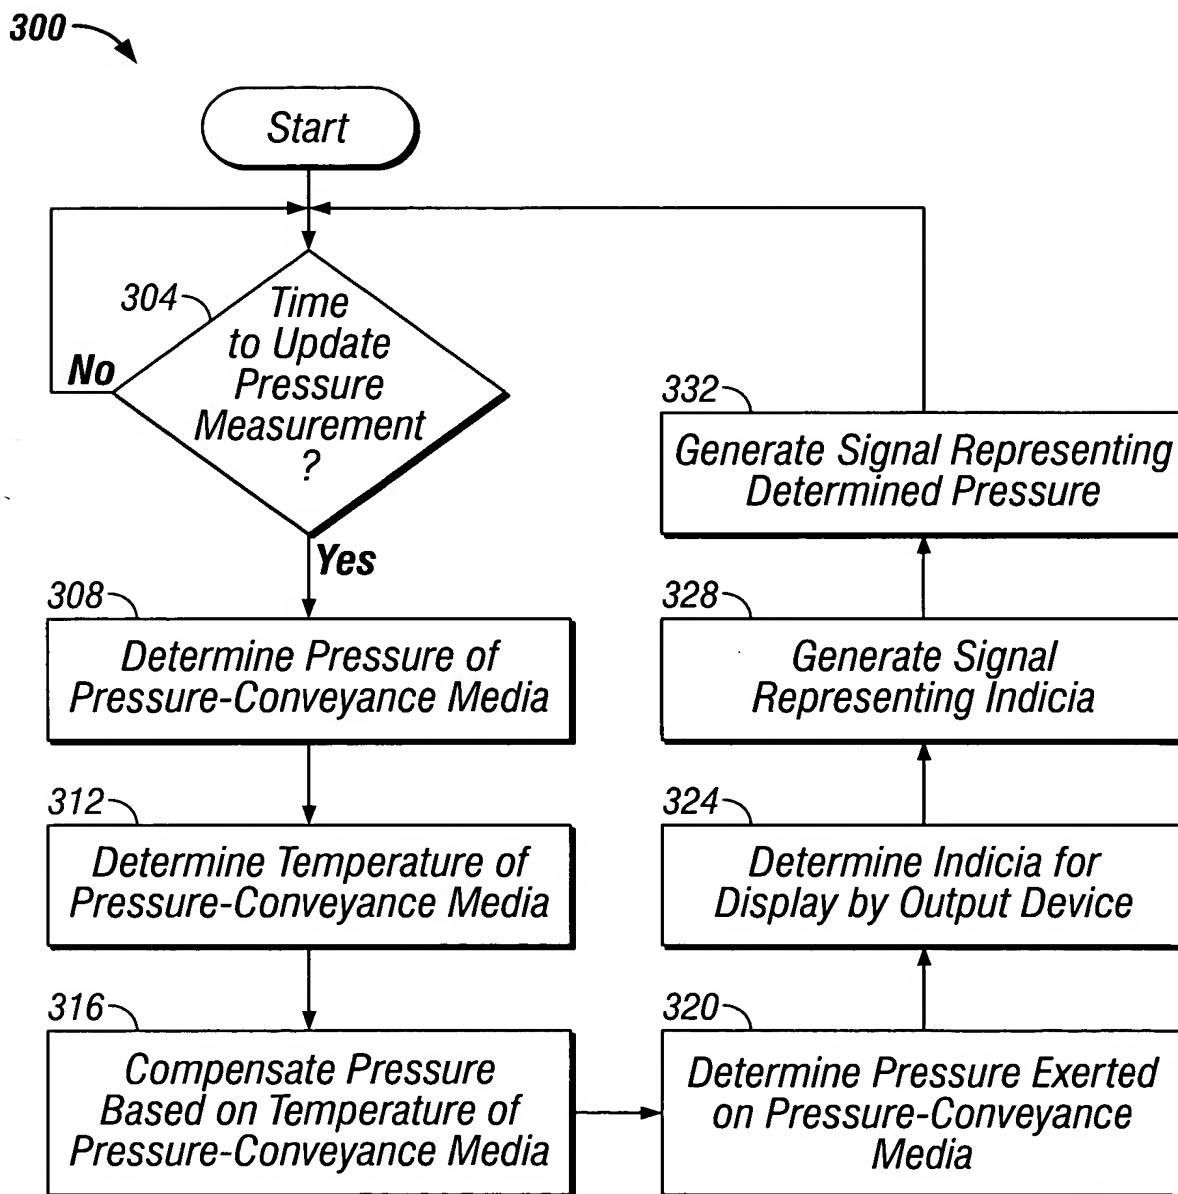 300
Start
304
Time
to Update
Pressure
Measurement
?
No
Yes
308
Determine Pressure of
Pressure-Conveyance Media
312
Determine Temperature of
Pressure-Conveyance Media
316
Compensate Pressure
Based on Temperature of
Pressure-Conveyance Media
320
Determine Pressure Exerted
on Pressure-Conveyance
Media
324
Determine Indicia for
Display by Output Device
328
Generate Signal
Representing Indicia
332
Generate Signal Representing
Determined Pressure